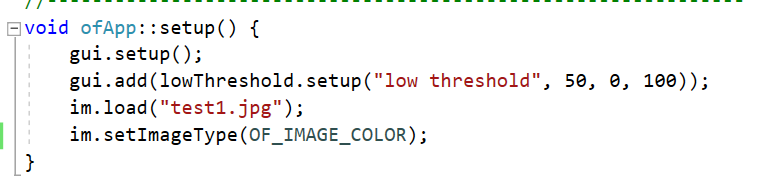 //----------------------------------------------------------------
void ofApp::setup() {
    gui.setup();
    gui.add(lowThreshold.setup("low threshold", 50, 0, 100));
    im.load("test1.jpg");
    im.setImageType(OF_IMAGE_COLOR);
}